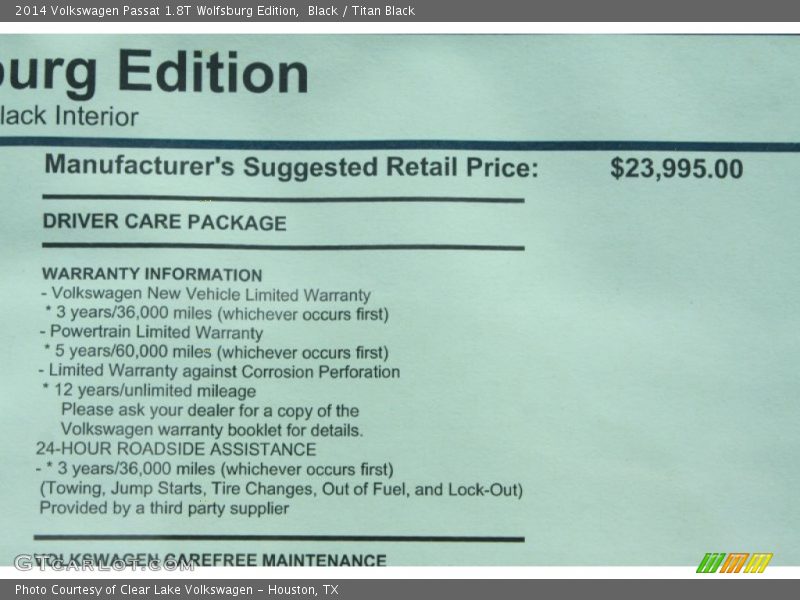 2014 Volkswagen Passat 1.8T Wolfsburg Edition, Black / Titan Black
burg Edition
lack Interior
Manufacturer's Suggested Retail Price: $23,995.00
DRIVER CARE PACKAGE
WARRANTY INFORMATION
- Volkswagen New Vehicle Limited Warranty
* 3 years/36,000 miles (whichever occurs first)
- Powertrain Limited Warranty
* 5 years/60,000 miles (whichever occurs first)
- Limited Warranty against Corrosion Perforation
* 12 years/unlimited mileage
Please ask your dealer for a copy of the
Volkswagen warranty booklet for details.
24-HOUR ROADSIDE ASSISTANCE
- * 3 years/36,000 miles (whichever occurs first)
(Towing, Jump Starts, Tire Changes, Out of Fuel, and Lock-Out)
Provided by a third party supplier
VOLKSWAGEN CAREFREE MAINTENANCE
GTCARLOT.COM
Photo Courtesy of Clear Lake Volkswagen – Houston, TX